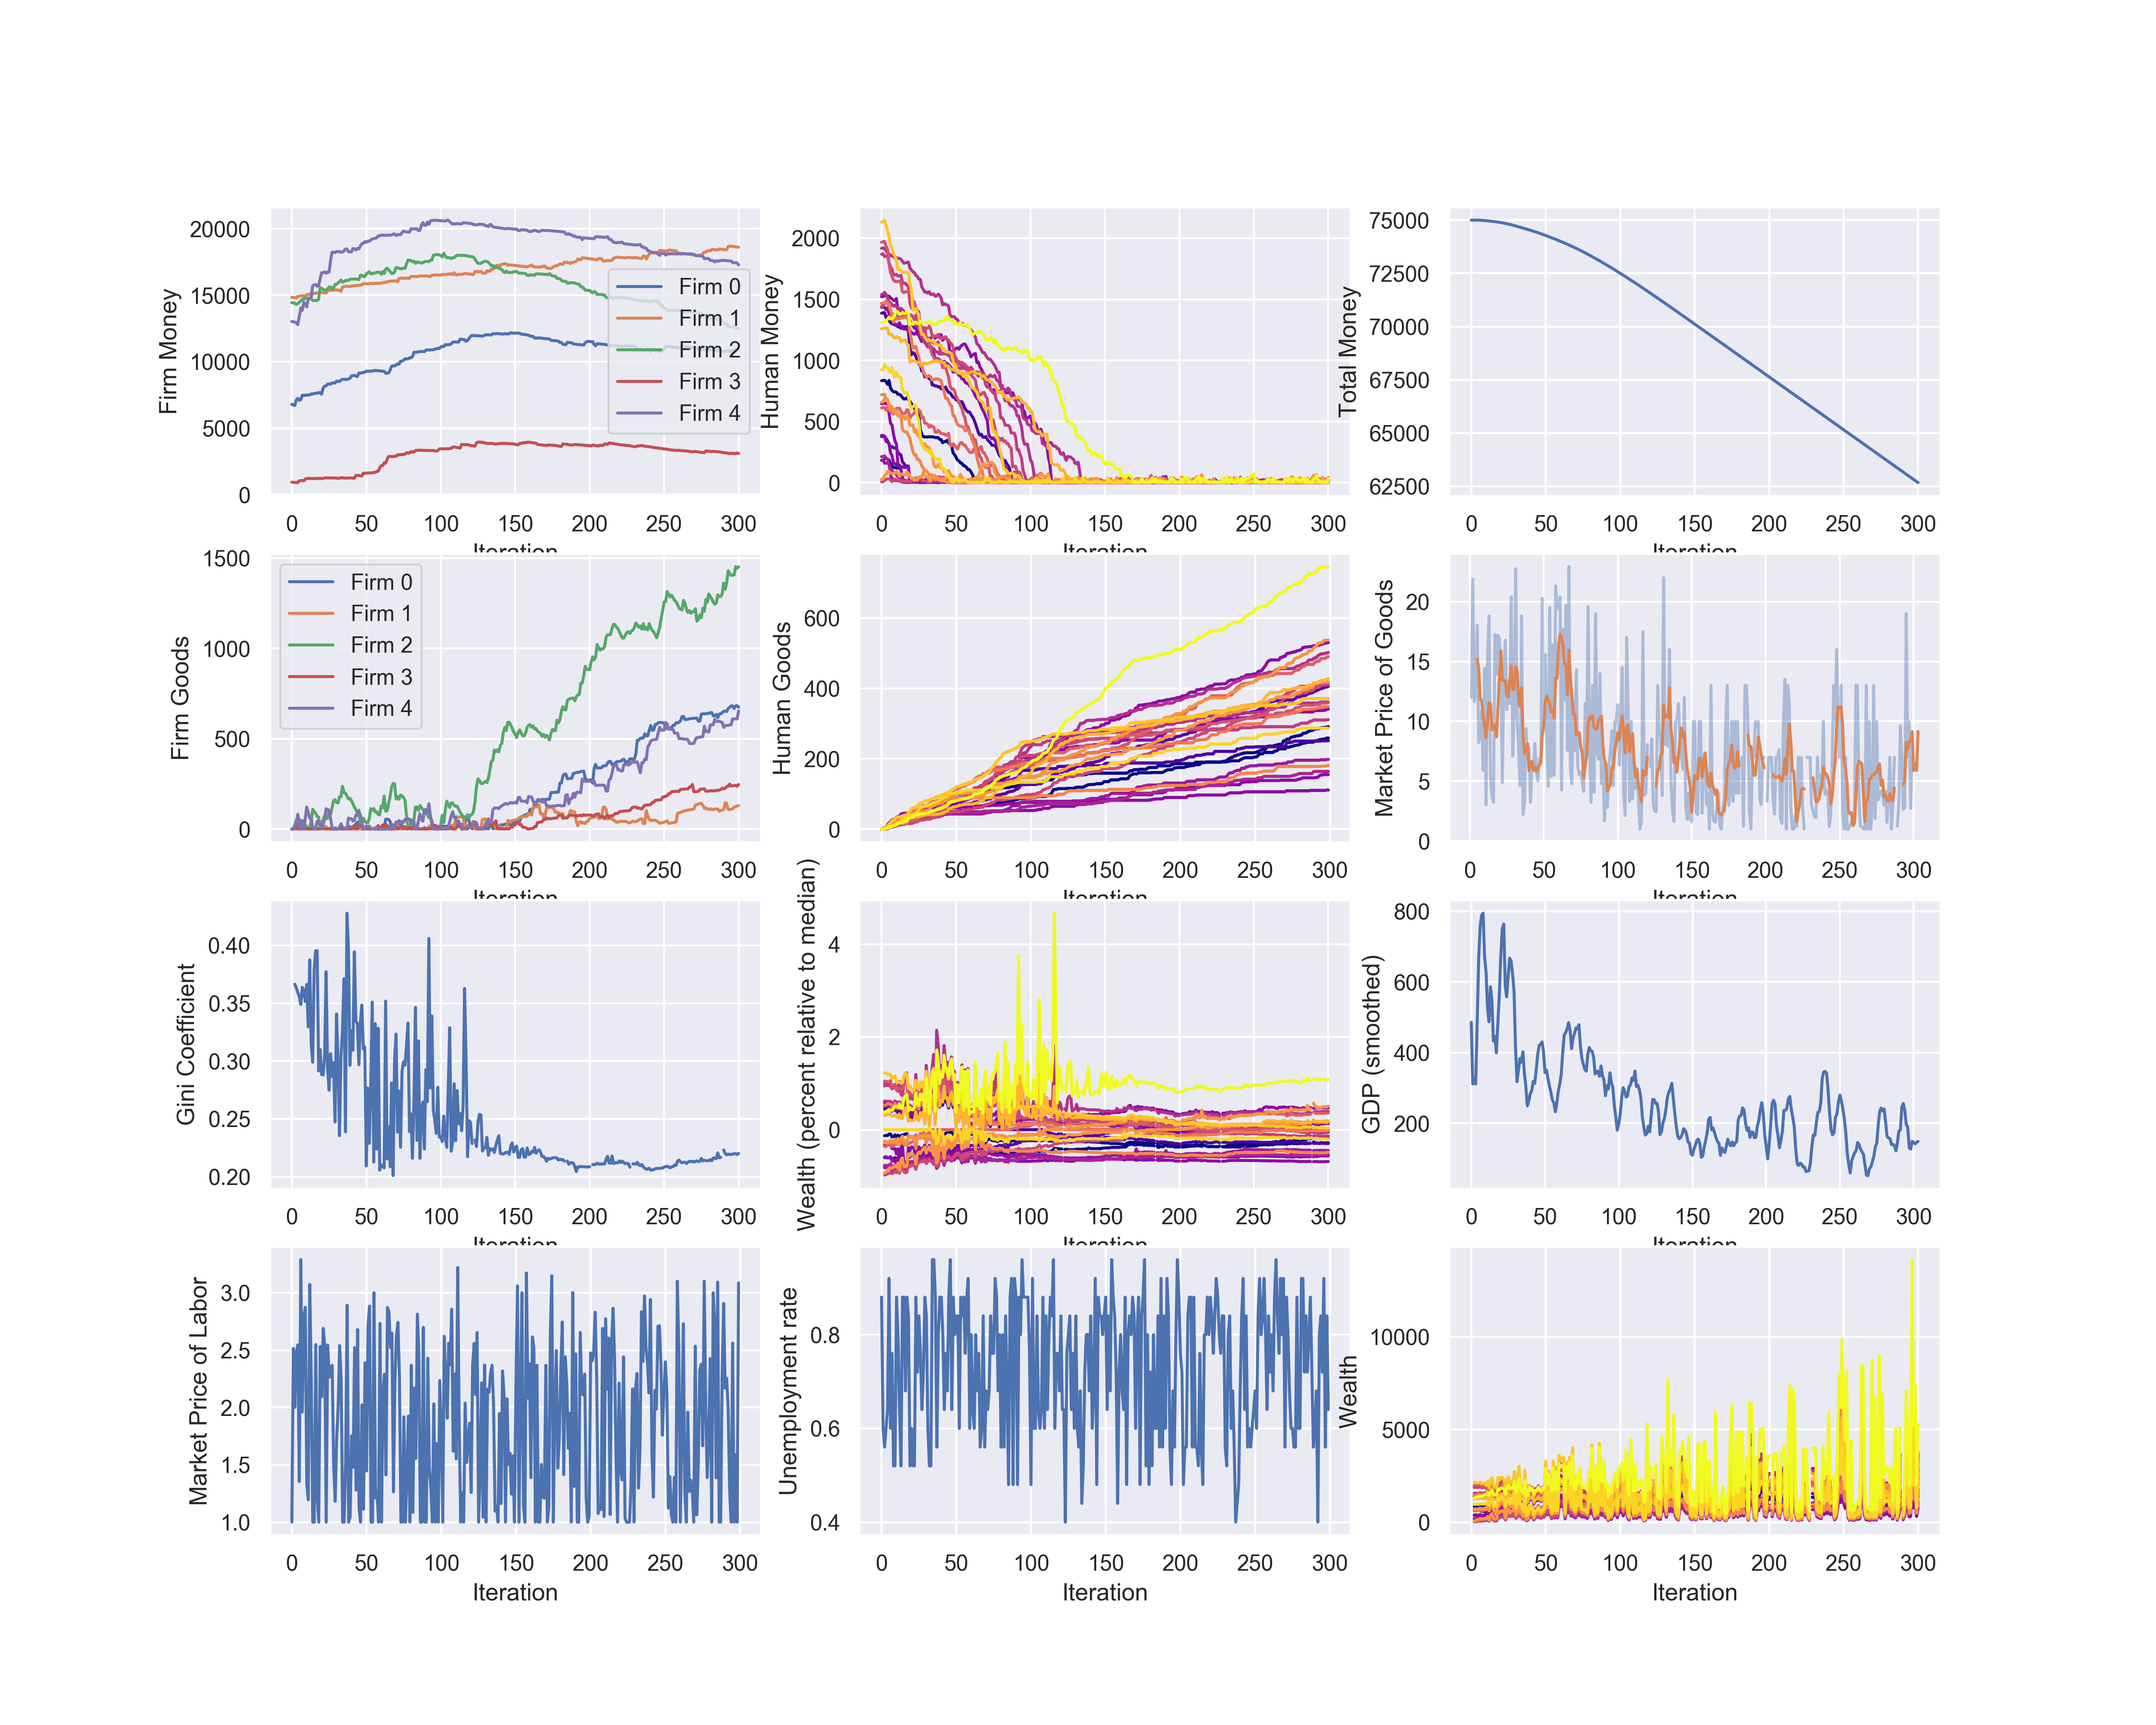 Firm Money
20000
15000
10000
5000
0
0 50 100 150 200 250 300
Iteration
Firm 0
Firm 1
Firm 2
Firm 3
Firm 4
Human Money
2000
1500
1000
500
0
0 50 100 150 200 250 300
Iteration
Total Money
75000
72500
70000
67500
65000
62500
0 50 100 150 200 250 300
Iteration
Firm Goods
1500
1000
500
0
0 50 100 150 200 250 300
Iteration
Firm 0
Firm 1
Firm 2
Firm 3
Firm 4
Human Goods
600
400
200
0
0 50 100 150 200 250 300
Iteration
Market Price of Goods
20
15
10
5
0
0 50 100 150 200 250 300
Iteration
Gini Coefficient
0.40
0.35
0.30
0.25
0.20
0 50 100 150 200 250 300
Iteration
Wealth (percent relative to median)
4
2
0
0 50 100 150 200 250 300
Iteration
GDP (smoothed)
800
600
400
200
0 50 100 150 200 250 300
Iteration
Market Price of Labor
3.0
2.5
2.0
1.5
1.0
0 50 100 150 200 250 300
Iteration
Unemployment rate
0.8
0.6
0.4
0 50 100 150 200 250 300
Iteration
Wealth
10000
5000
0
0 50 100 150 200 250 300
Iteration